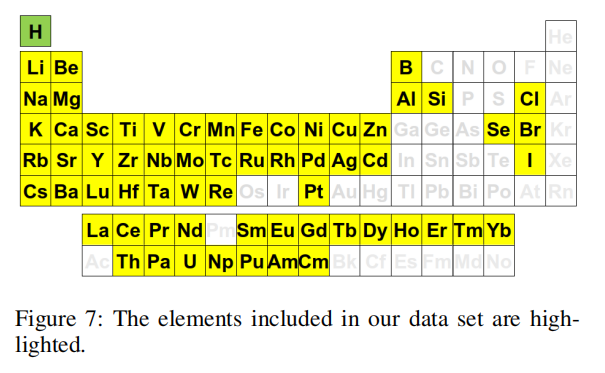 H He
Li Be B C N O F Ne
Na Mg Al Si P S Cl Ar
K Ca Sc Ti V Cr Mn Fe Co Ni Cu Zn Ga Ge As Se Br Kr
Rb Sr Y Zr Nb Mo Tc Ru Rh Pd Ag Cd In Sn Sb Te I Xe
Cs Ba Lu Hf Ta W Re Os Ir Pt Au Hg Tl Pb Bi Po At Rn
La Ce Pr Nd Pm Sm Eu Gd Tb Dy Ho Er Tm Yb
Ac Th Pa U Np Pu Am Cm Bk Cf Es Fm Md No
Figure 7: The elements included in our data set are high-
lighted.